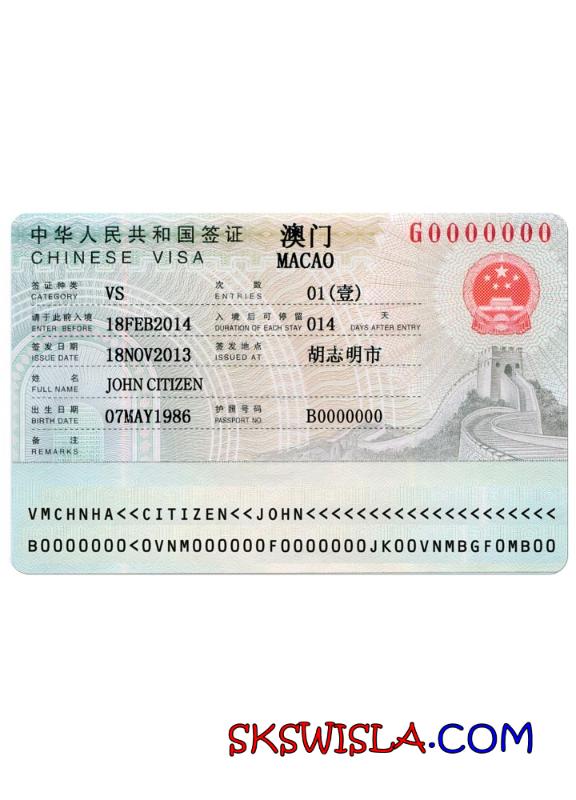 中华人民共和国签证 澳门 G0000000
CHINESE VISA MACAO
签证种类 次数
CATEGORY VS ENTRIES 01(壹)
请于此前入境 入境后可停留 天
ENTER BEFORE 18FEB2014 DURATION OF EACH STAY 014 DAYS AFTER ENTRY
签发日期 签发地点
ISSUE DATE 18NOV2013 ISSUED AT 胡志明市
姓名
FULL NAME JOHN CITIZEN
出生日期 护照号码
BIRTH DATE 07MAY1986 PASSPORT NO B0000000
备注
REMARKS
VMCHNHA<<CITIZEN<<JOHN<<<<<<<<<<<<<<<<<<<<<<
B0000000<0VNM000000F0000000JK00VNMBGF0MB00
SKSWISLA.COM